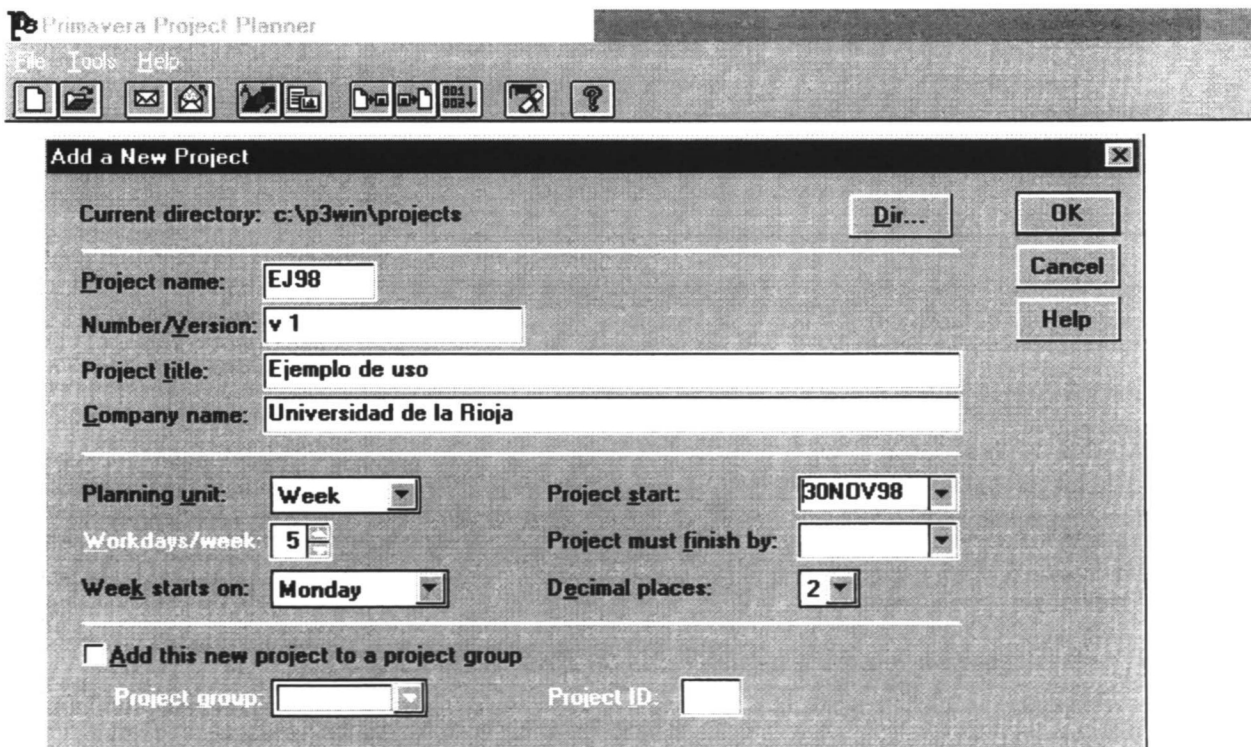 P3 Primavera Project Planner
File Tools Help
001
002
?
Add a New Project
Current directory: c:\p3win\projects Dir... OK
Cancel
Project name: EJ98
Number/Version: v 1 Help
Project title: Ejemplo de uso
Company name: Universidad de la Rioja
Planning unit: Week Project start: 30NOV98
Workdays/week: 5 Project must finish by:
Week starts on: Monday Decimal places: 2
Add this new project to a project group
Project group: Project ID: